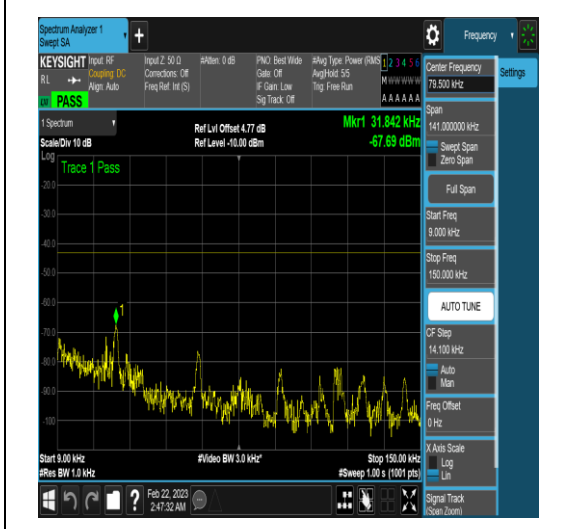 Spectrum Analyzer 1
Swept SA
+
Frequency
KEYSIGHT
RL
Input: RF
Coupling: DC
Align: Auto
Input Z: 50 Ω
Corrections: Off
Freq Ref: Int (S)
#Atten: 0 dB
PNO: Best Wide
Gate: Off
IF Gain: Low
Sig Track: Off
#Avg Type: Power (RMS
Avg|Hold: 5/5
Trig: Free Run
1 2 3 4 5 6
M W W W W W
A A A A A A
PASS
1 Spectrum
Scale/Div 10 dB
Ref Lvl Offset 4.77 dB
Ref Level -10.00 dBm
Mkr1 31.842 kHz
-67.69 dBm
Log
Trace 1 Pass
-20.0
-30.0
-40.0
-50.0
-60.0
-70.0
-80.0
-90.0
-100
1
Start 9.00 kHz
#Res BW 1.0 kHz
#Video BW 3.0 kHz*
Stop 150.00 kHz
#Sweep 1.00 s (1001 pts)
Feb 22, 2023
2:47:32 AM
?
Center Frequency
79.500 kHz
Settings
Span
141.000000 kHz
Swept Span
Zero Span
Full Span
Start Freq
9.000 kHz
Stop Freq
150.000 kHz
AUTO TUNE
CF Step
14.100 kHz
Auto
Man
Freq Offset
0 Hz
X Axis Scale
Log
Lin
Signal Track
(Span Zoom)